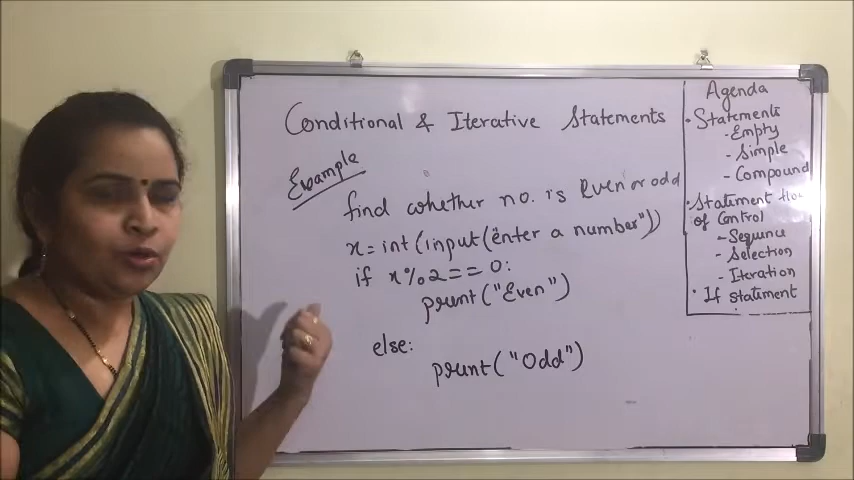 Conditional & Iterative Statements
Example
find whether no. is Even or odd
x = int(input("enter a number"))
if x%2 == 0:
print("Even")
else:
print("Odd")
Agenda
• Statements
- Empty
- Simple
- Compound
• Statement flow
of Control
- Sequence
- Selection
- Iteration
• If statement